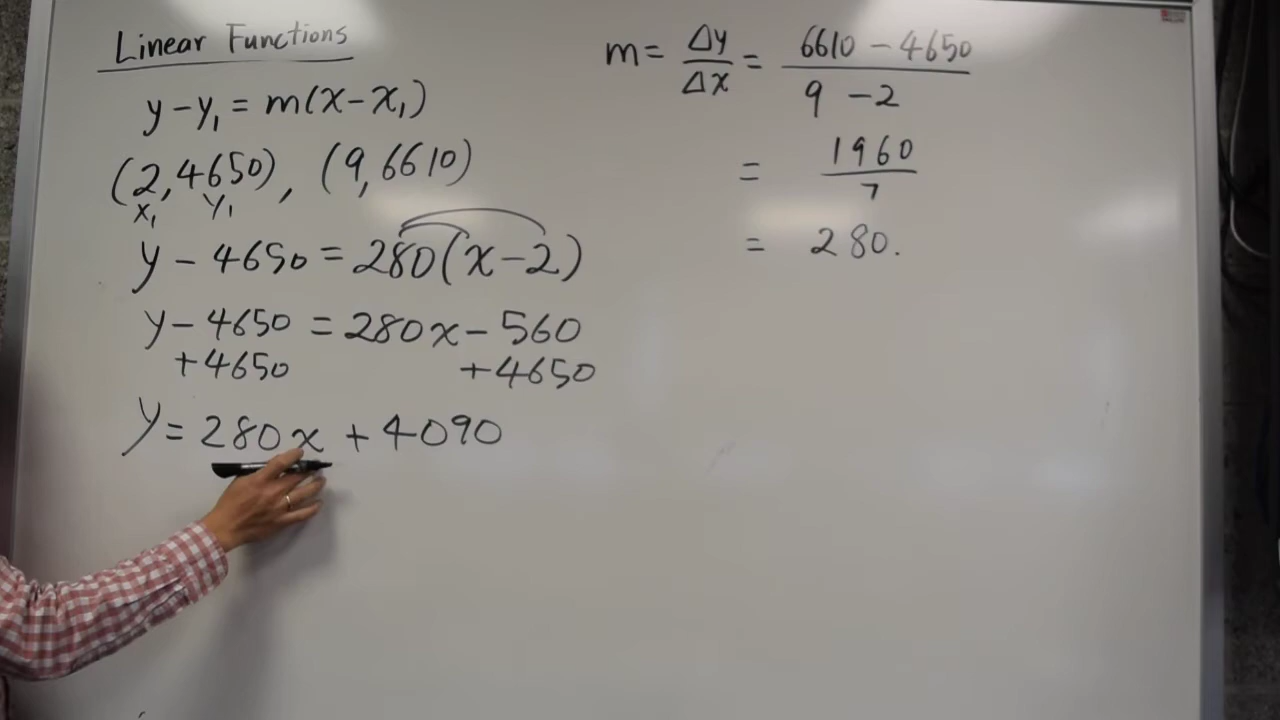 Linear Functions
y-y₁ = m(x-x₁)
(2,4650), (9,6610)
x₁ y₁
y - 4650 = 280(x-2)
y - 4650 = 280x - 560
+4650 +4650
y = 280x + 4090
m = Δy/Δx = 6610 - 4650 / 9 - 2
= 1960 / 7
= 280.